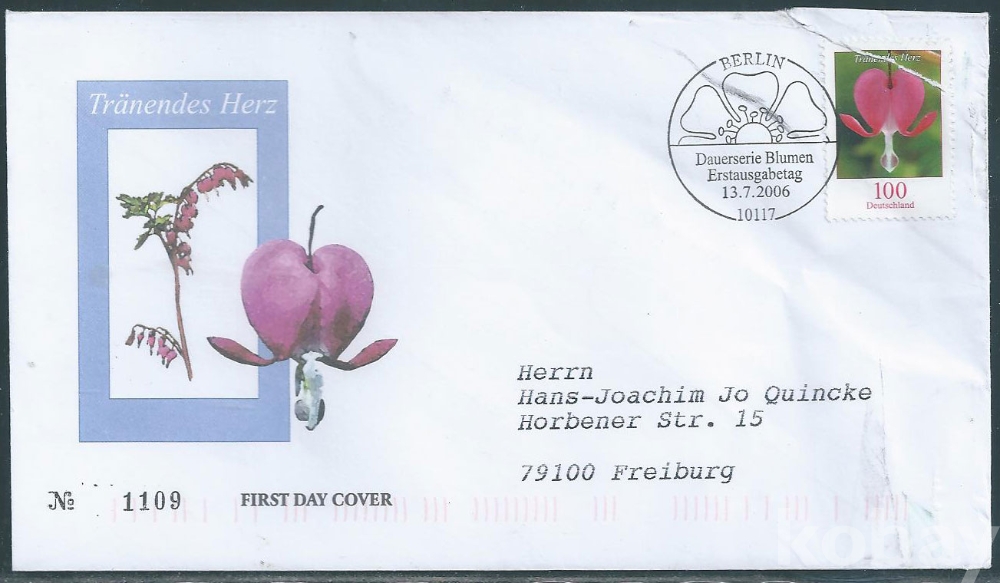 Tränendes Herz
BERLIN
Dauerserie Blumen
Erstausgabetag
13.7.2006
10117
Tränendes Herz
100
Deutschland
Herrn
Hans-Joachim Jo Quincke
Horbener Str. 15
79100 Freiburg
№ 1109
FIRST DAY COVER